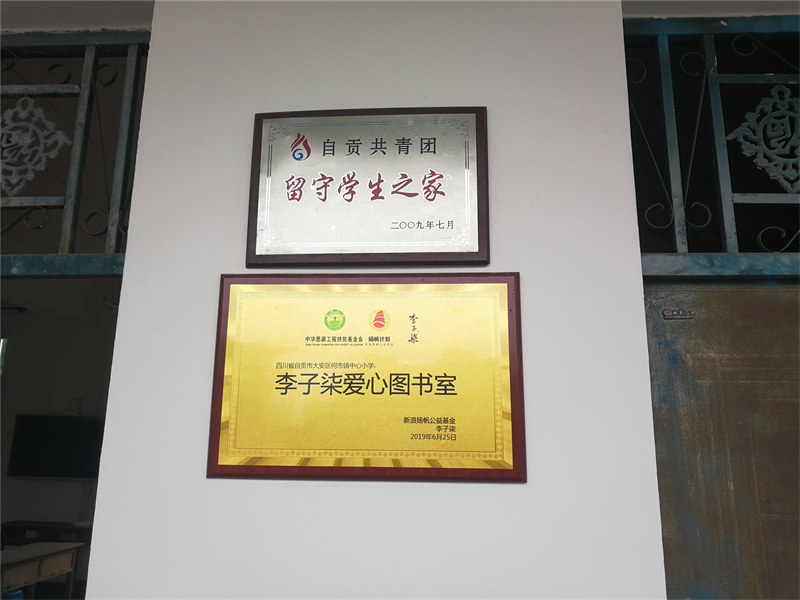 自贡共青团
留守学生之家
二〇〇九年七月
中华思源工程扶贫基金会 扬帆计划 李子柒
四川省自贡市大安区何市镇中心小学:
李子柒爱心图书室
新浪扬帆公益基金
李子柒
2019年6月25日